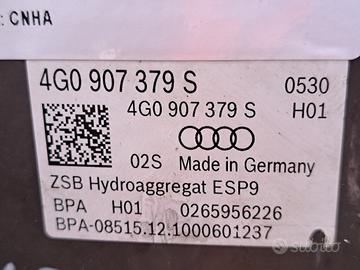 : CNHA
4G0 907 379 S 0530
4G0 907 379 S H01
02S Made in Germany
ZSB Hydroaggregat ESP9
BPA H01 0265956226
BPA-08515.12.1000601237
subito